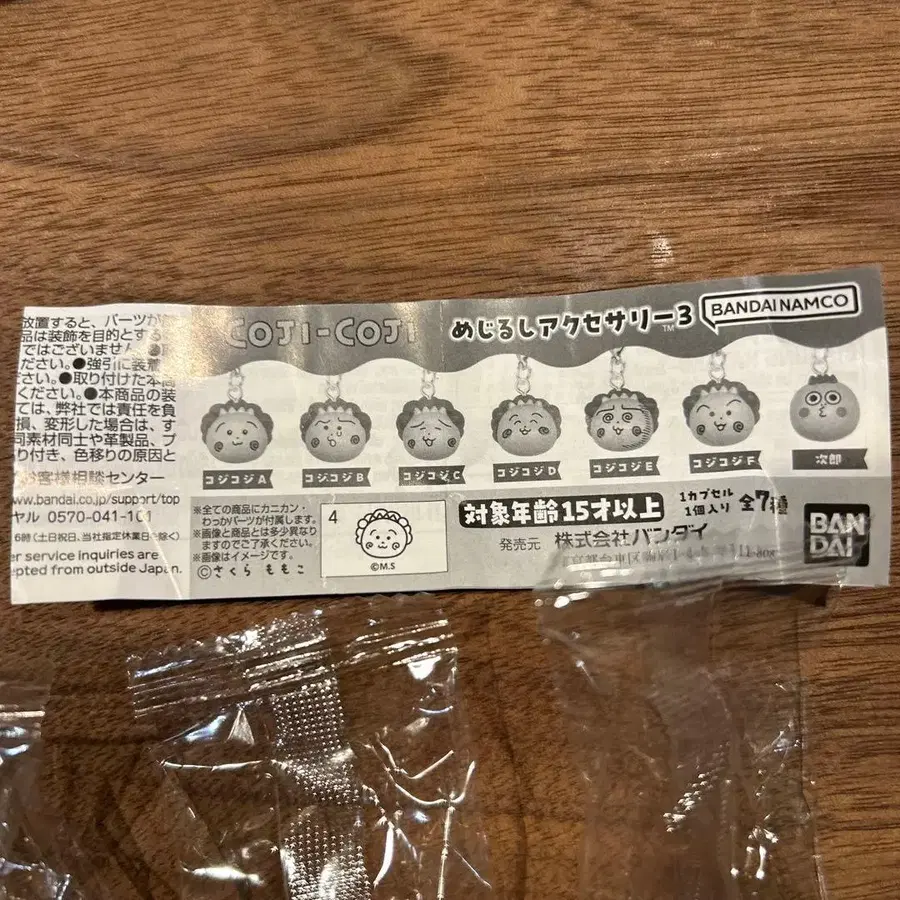 放置すると、パーツが
品は装飾を目的とする
ではございません
ださい。●強引に装着
さい。●取り付けた本商
ください。●本商品の装
ては、弊社では責任を負
損、変形した場合は、す
同素材同士や革製品、プ
り付き、色移りの原因と
お客様相談センター
www.bandai.co.jp/support/top
ヤル 0570-041-101
6時(土日祝日、当社指定休業日を除く)
er service inquiries are
epted from outside Japan.
COJI-COJI
めじるしアクセサリー3
TM
BANDAI NAMCO
コジコジA
コジコジB
コジコジC
コジコジD
コジコジE
コジコジF
次郎
※全ての商品にカニカン・
わっかパーツが付属します。
※画像と商品とは多少異なり
ますのでご了承ください。
※画像はイメージです。
©さくら ももこ
4
©M.S
対象年齢15才以上
1カプセル
1個入り
全7種
発売元 株式会社バンダイ
BAN
DAI